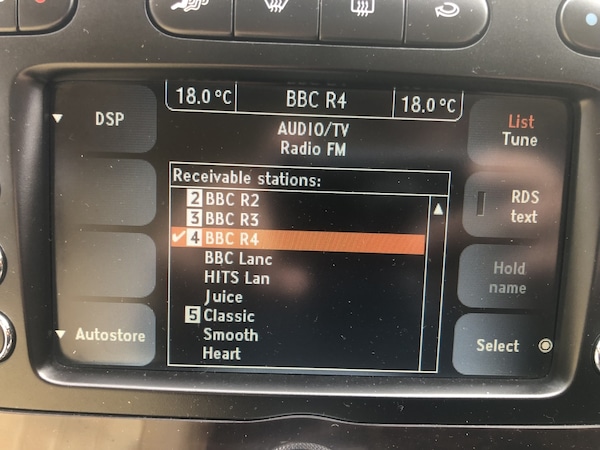 18.0 °C
BBC R4
18.0 °C
AUDIO/TV
Radio FM
DSP
List
Tune
Receivable stations:
2 BBC R2
3 BBC R3
✓ 4 BBC R4
BBC Lanc
HITS Lan
Juice
5 Classic
Smooth
Heart
RDS
text
Hold
name
Autostore
Select